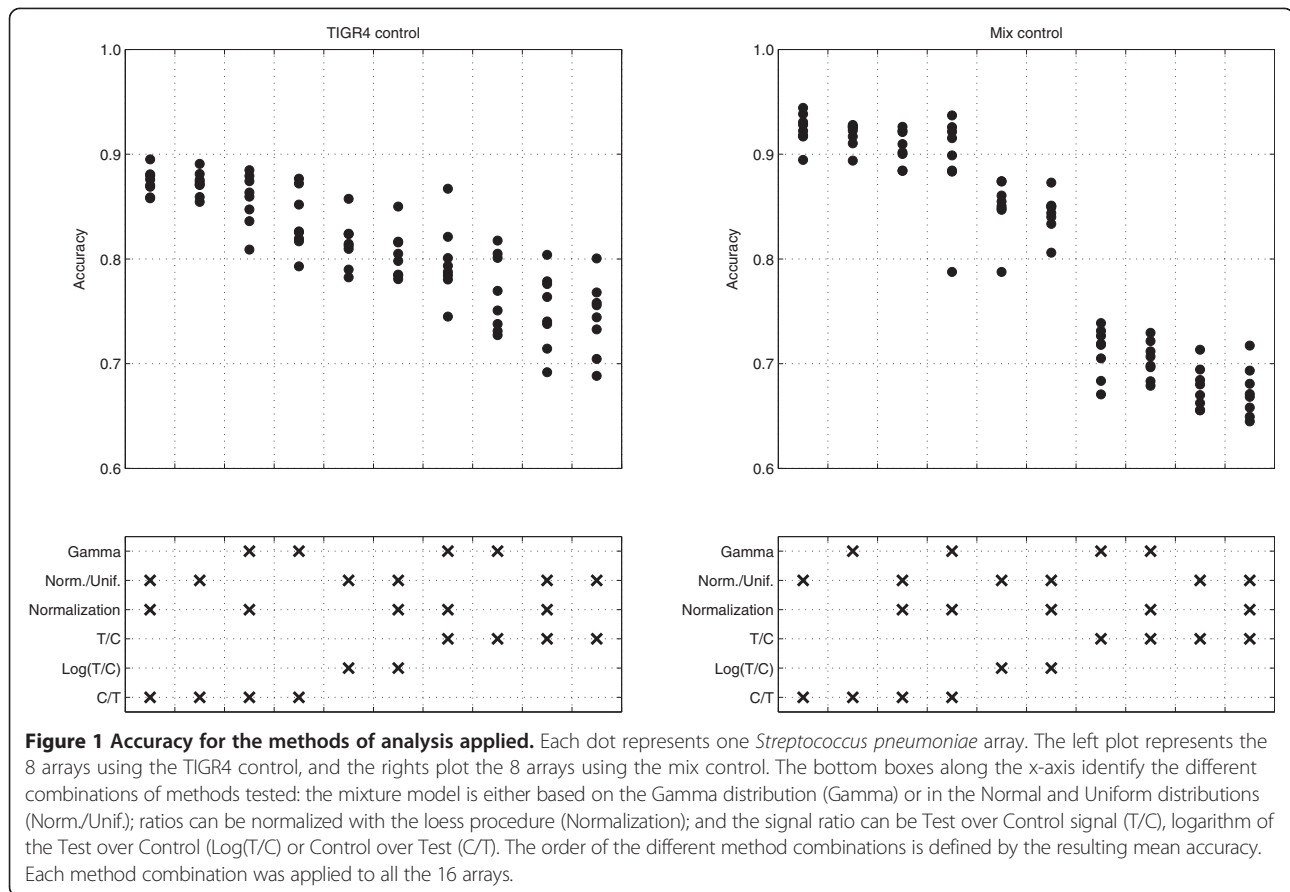 TIGR4 control
1.0
0.9
0.8
0.7
0.6
Accuracy
Gamma
Norm./Unif.
Normalization
T/C
Log(T/C)
C/T
Mix control
1.0
0.9
0.8
0.7
0.6
Accuracy
Gamma
Norm./Unif.
Normalization
T/C
Log(T/C)
C/T
Figure 1 Accuracy for the methods of analysis applied. Each dot represents one Streptococcus pneumoniae array. The left plot represents the
8 arrays using the TIGR4 control, and the rights plot the 8 arrays using the mix control. The bottom boxes along the x-axis identify the different
combinations of methods tested: the mixture model is either based on the Gamma distribution (Gamma) or in the Normal and Uniform distributions
(Norm./Unif.); ratios can be normalized with the loess procedure (Normalization); and the signal ratio can be Test over Control signal (T/C), logarithm of
the Test over Control (Log(T/C) or Control over Test (C/T). The order of the different method combinations is defined by the resulting mean accuracy.
Each method combination was applied to all the 16 arrays.